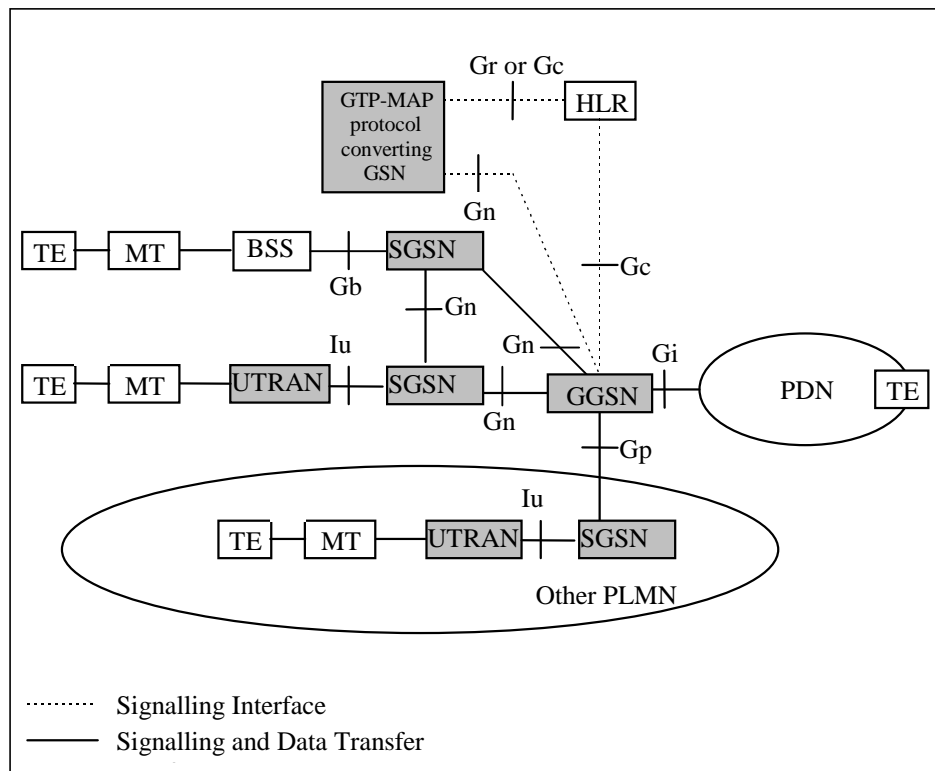 Gr or Gc
GTP-MAP
protocol
converting
GSN
HLR
Gn
TE
MT
BSS
SGSN
Gb
Gc
Gn
Gn
Iu
Gi
TE
MT
UTRAN
SGSN
Gn
GGSN
PDN
TE
Gp
Iu
TE
MT
UTRAN
SGSN
Other PLMN
Signalling Interface
Signalling and Data Transfer